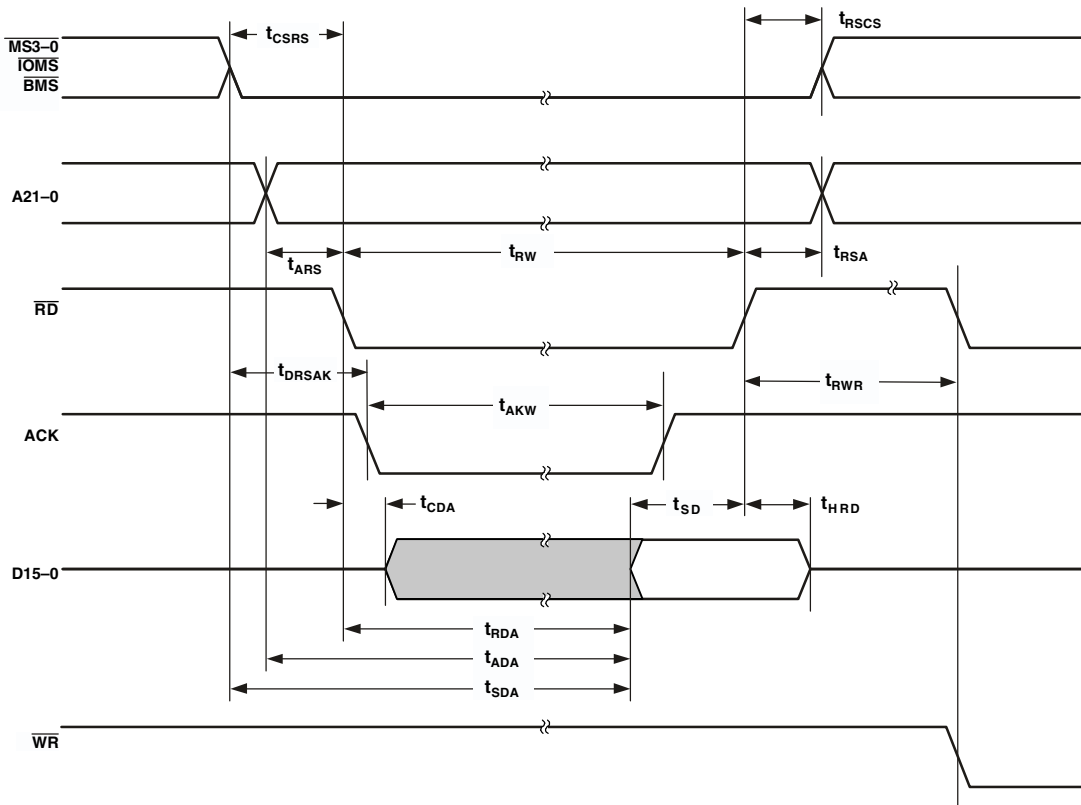 tCSRS
tRSCS
MS3–0
IOMS
BMS
A21–0
tARS
tRW
tRSA
RD
tDRSAK
tAKW
tRWR
ACK
tCDA
tSD
tHRD
D15–0
tRDA
tADA
tSDA
WR